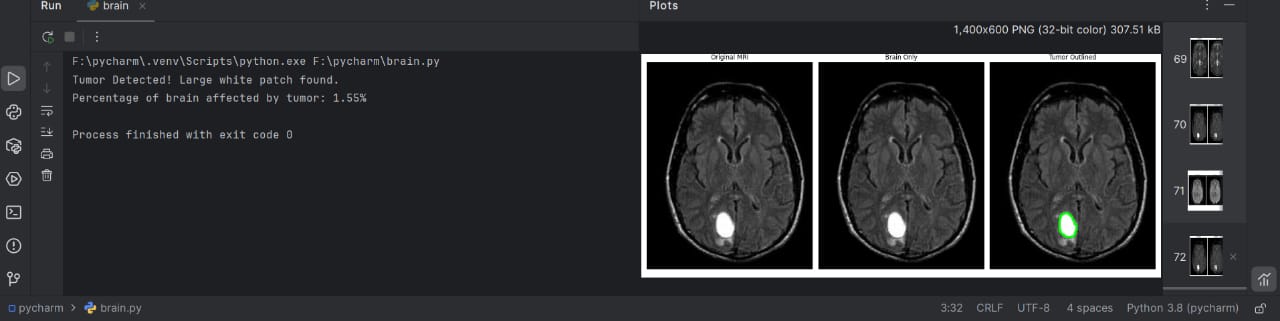 Run
brain
Plots
1,400x600 PNG (32-bit color) 307.51 kB
F:\pycharm\.venv\Scripts\python.exe F:\pycharm\brain.py
Tumor Detected! Large white patch found.
Percentage of brain affected by tumor: 1.55%
Process finished with exit code 0
Original MRI
Brain Only
Tumor Outlined
69
70
71
72
pycharm > brain.py
3:32 CRLF UTF-8 4 spaces Python 3.8 (pycharm)